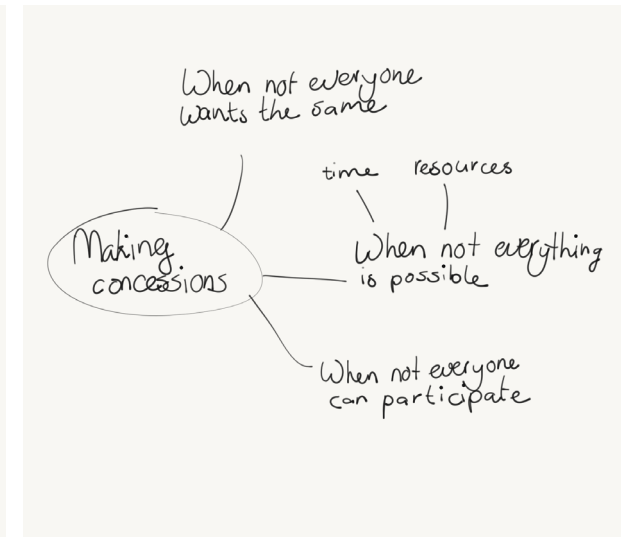 When not everyone
wants the same
time
resources
When not everything
is possible
Making
concessions
When not everyone
can participate